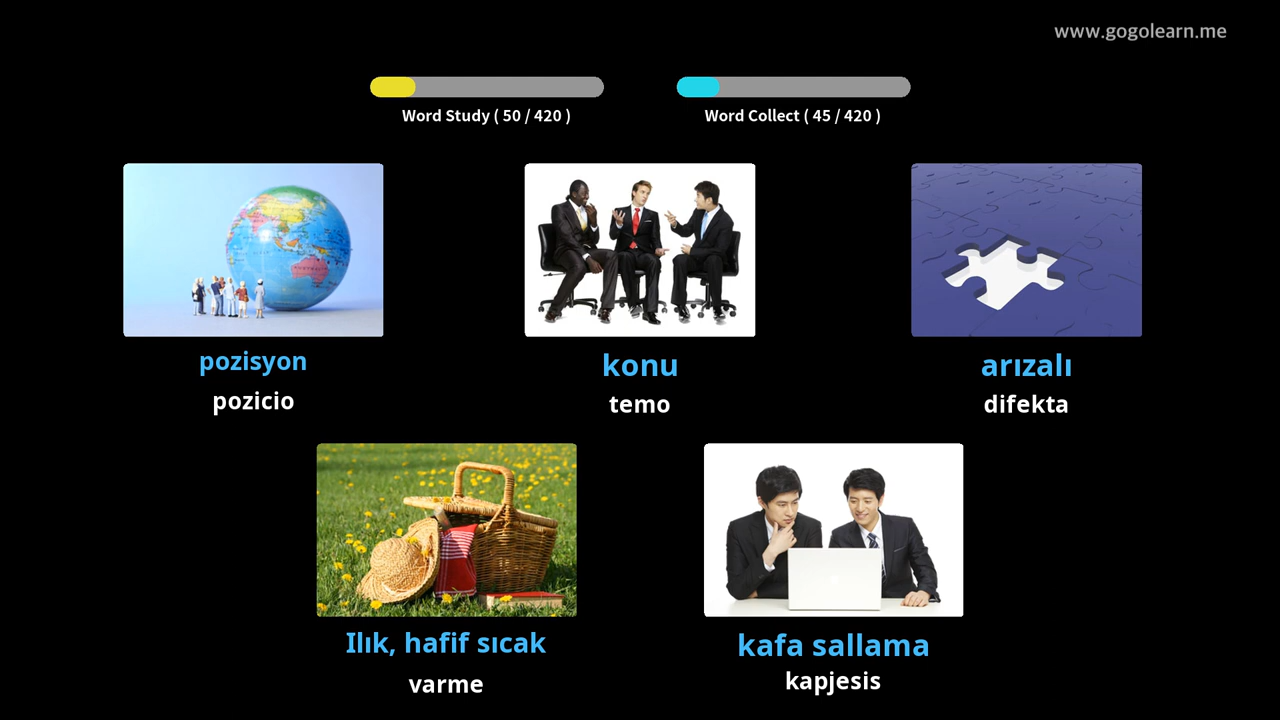 www.gogolearn.me
Word Study ( 50 / 420 )
Word Collect ( 45 / 420 )
pozisyon
pozicio
konu
temo
arızalı
difekta
Ilık, hafif sıcak
varme
kafa sallama
kapjesis